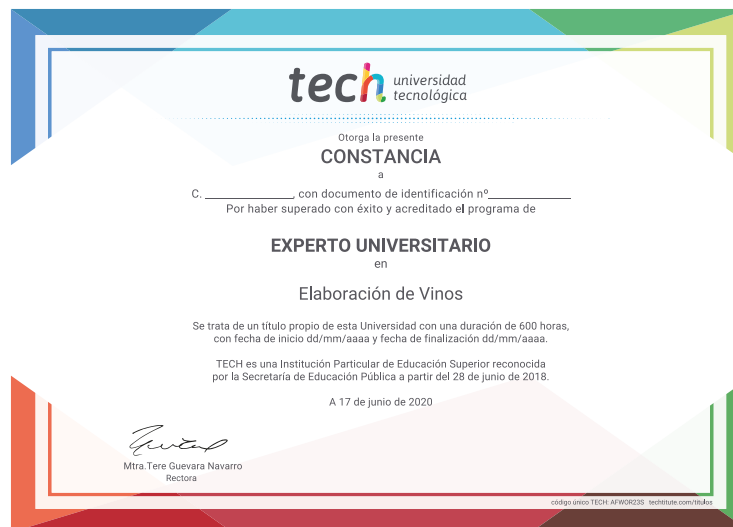 tech universidad
tecnológica
Otorga la presente
CONSTANCIA
a
C. ______________, con documento de identificación nº______________
Por haber superado con éxito y acreditado el programa de
EXPERTO UNIVERSITARIO
en
Elaboración de Vinos
Se trata de un título propio de esta Universidad con una duración de 600 horas,
con fecha de inicio dd/mm/aaaa y fecha de finalización dd/mm/aaaa.
TECH es una Institución Particular de Educación Superior reconocida
por la Secretaría de Educación Pública a partir del 28 de junio de 2018.
A 17 de junio de 2020
Mtra.Tere Guevara Navarro
Rectora
código único TECH: AFWOR23S techtitute.com/titulos